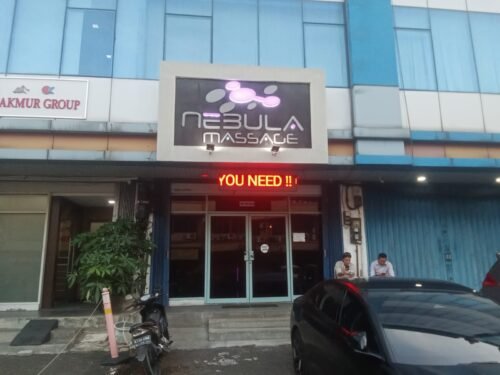 AKMUR GROUP
NEBULA
MASSAGE
YOU NEED !!